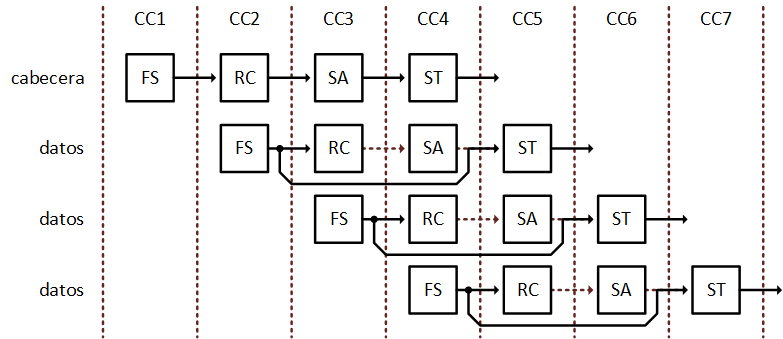 CC1 CC2 CC3 CC4 CC5 CC6 CC7
cabecera FS RC SA ST
datos FS RC SA ST
datos FS RC SA ST
datos FS RC SA ST